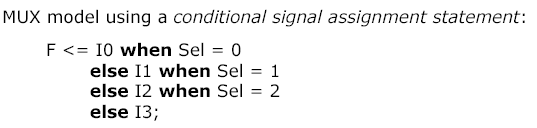 MUX model using a conditional signal assignment statement:
F <= I0 when Sel = 0
else I1 when Sel = 1
else I2 when Sel = 2
else I3;